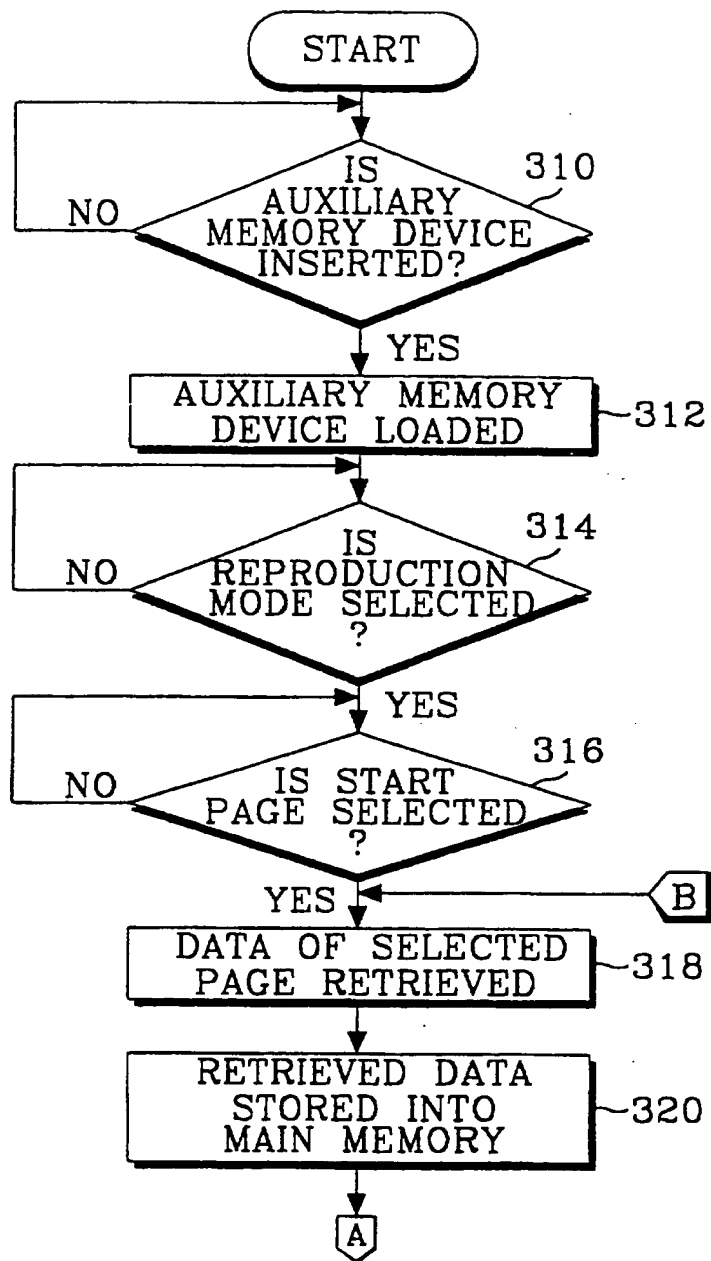 START
IS
AUXILIARY
MEMORY DEVICE
INSERTED?
310
NO
YES
AUXILIARY MEMORY
DEVICE LOADED
312
IS
REPRODUCTION
MODE SELECTED
?
314
NO
YES
IS START
PAGE SELECTED
?
316
NO
YES
B
DATA OF SELECTED
PAGE RETRIEVED
318
RETRIEVED DATA
STORED INTO
MAIN MEMORY
320
A